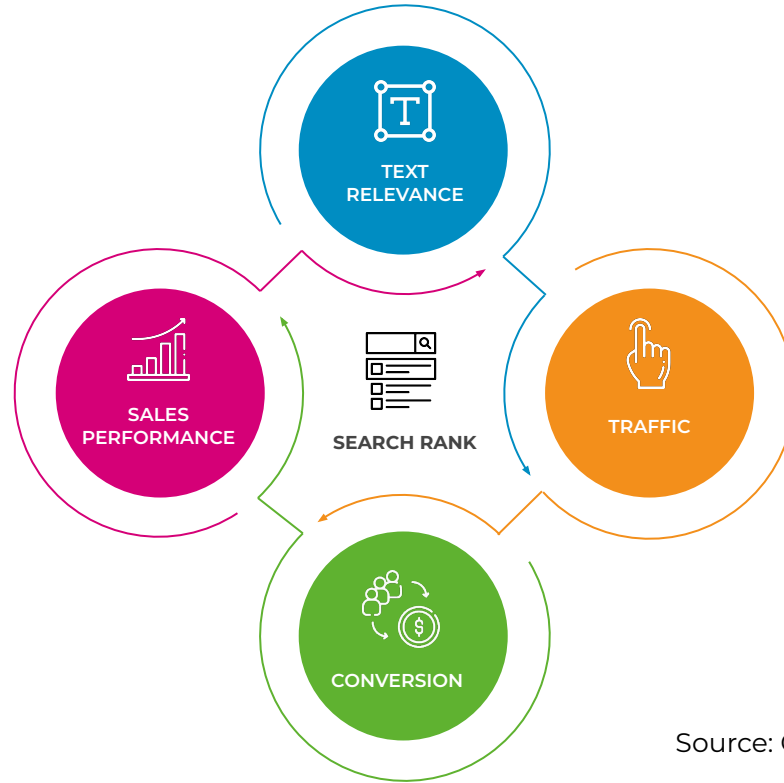 TEXT
RELEVANCE
SALES
PERFORMANCE
SEARCH RANK
TRAFFIC
CONVERSION
Source: